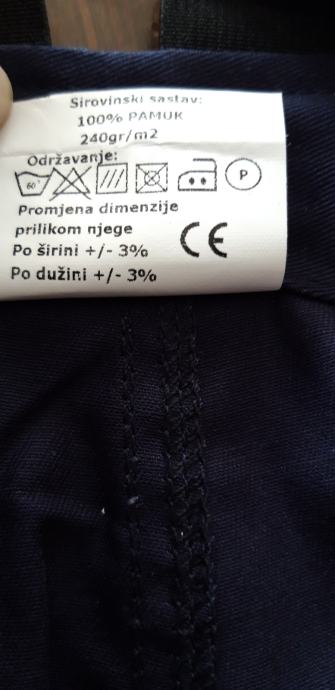 Sirovinski sastav:
100% PAMUK
240gr/m2
Održavanje:
60°
P
Promjena dimenzije
prilikom njege
Po širini +/- 3%
CE
Po dužini +/- 3%